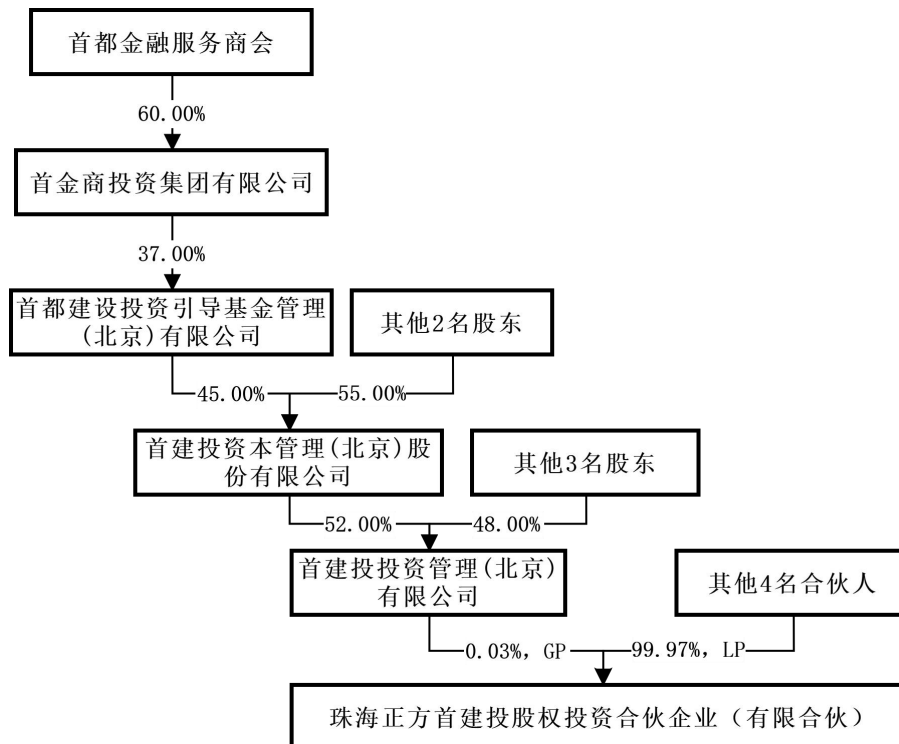 首都金融服务商会
60.00%
首金商投资集团有限公司
37.00%
首都建设投资引导基金管理
(北京)有限公司
其他2名股东
45.00%
55.00%
首建投资本管理(北京)股
份有限公司
其他3名股东
52.00%
48.00%
首建投投资管理(北京)
有限公司
其他4名合伙人
0.03%, GP
99.97%, LP
珠海正方首建投股权投资合伙企业（有限合伙）